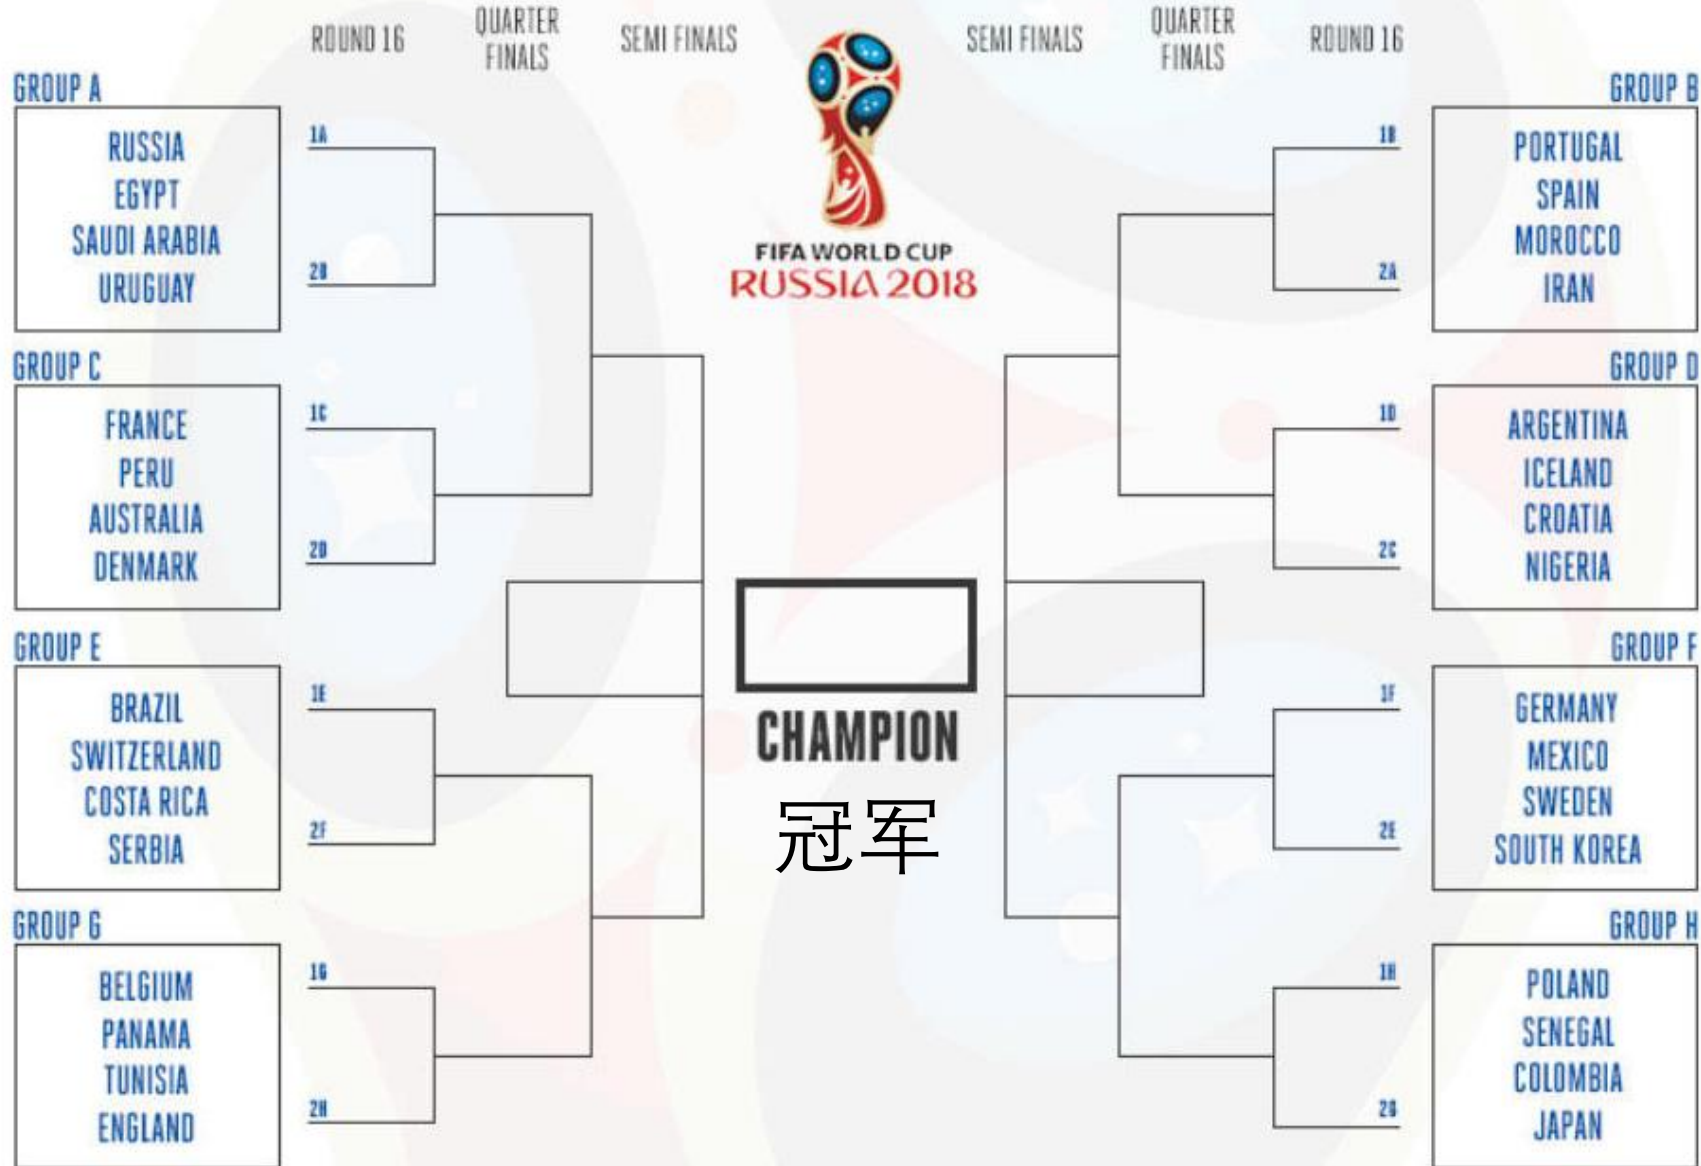 ROUND 16
QUARTER
FINALS
SEMI FINALS
SEMI FINALS
QUARTER
FINALS
ROUND 16
FIFA WORLD CUP
RUSSIA 2018
GROUP A
RUSSIA
EGYPT
SAUDI ARABIA
URUGUAY
1A
2B
GROUP C
FRANCE
PERU
AUSTRALIA
DENMARK
1C
2D
GROUP E
BRAZIL
SWITZERLAND
COSTA RICA
SERBIA
1E
2F
GROUP G
BELGIUM
PANAMA
TUNISIA
ENGLAND
1G
2H
CHAMPION
冠军
GROUP B
1B
PORTUGAL
SPAIN
MOROCCO
IRAN
2A
GROUP D
1D
ARGENTINA
ICELAND
CROATIA
NIGERIA
2C
GROUP F
1F
GERMANY
MEXICO
SWEDEN
SOUTH KOREA
2E
GROUP H
1H
POLAND
SENEGAL
COLOMBIA
JAPAN
2G